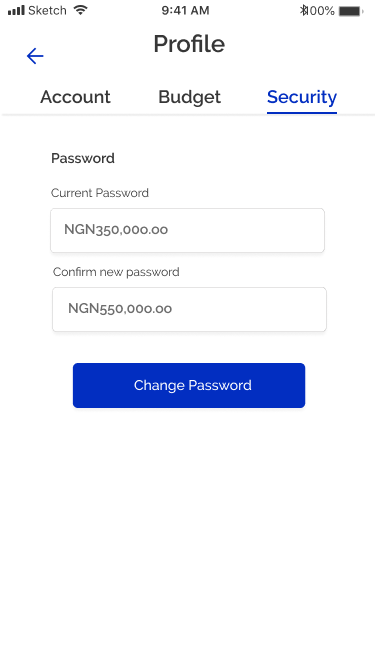 Sketch 9:41 AM 100%
Profile
Account Budget Security
Password
Current Password
NGN350,000.00
Confirm new password
NGN550,000.00
Change Password